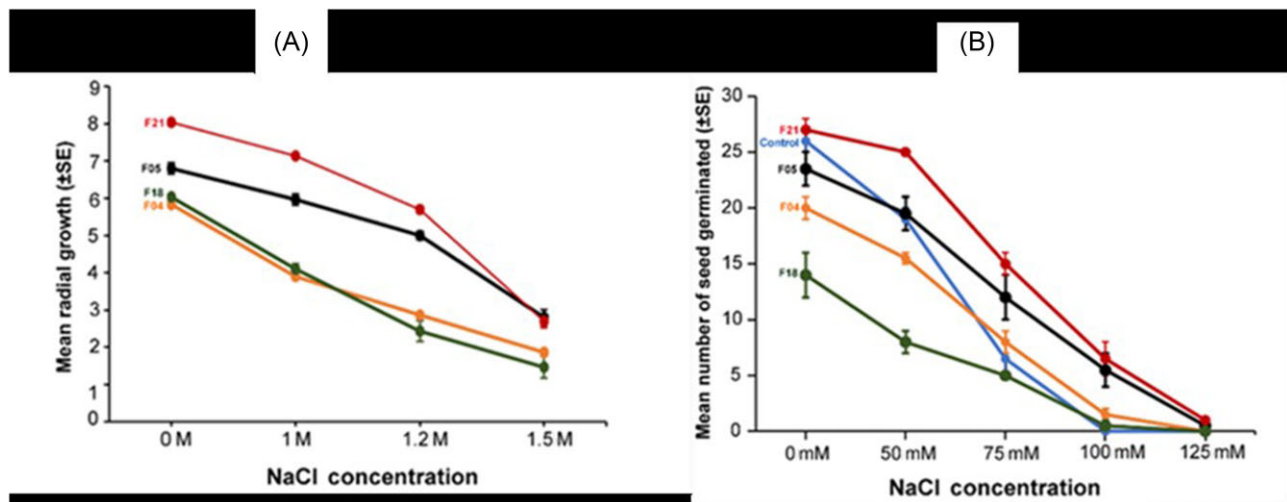 (A)
Mean radial growth (±SE)
9
8
7
6
5
4
3
2
1
0
F21
F05
F18
F04
0 M
1 M
1.2 M
1.5 M
NaCl concentration
(B)
Mean number of seed germinated (±SE)
30
25
20
15
10
5
0
F21
Control
F05
F04
F18
0 mM
50 mM
75 mM
100 mM
125 mM
NaCl concentration